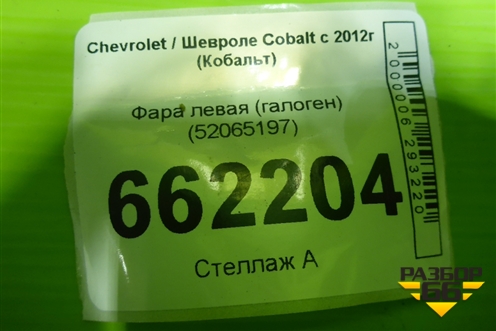 Chevrolet / Шевроле Cobalt с 2012г
(Кобальт)
Фара левая (галоген)
(52065197)
662204
Стеллаж А
2000006293220
РАЗБОР
66